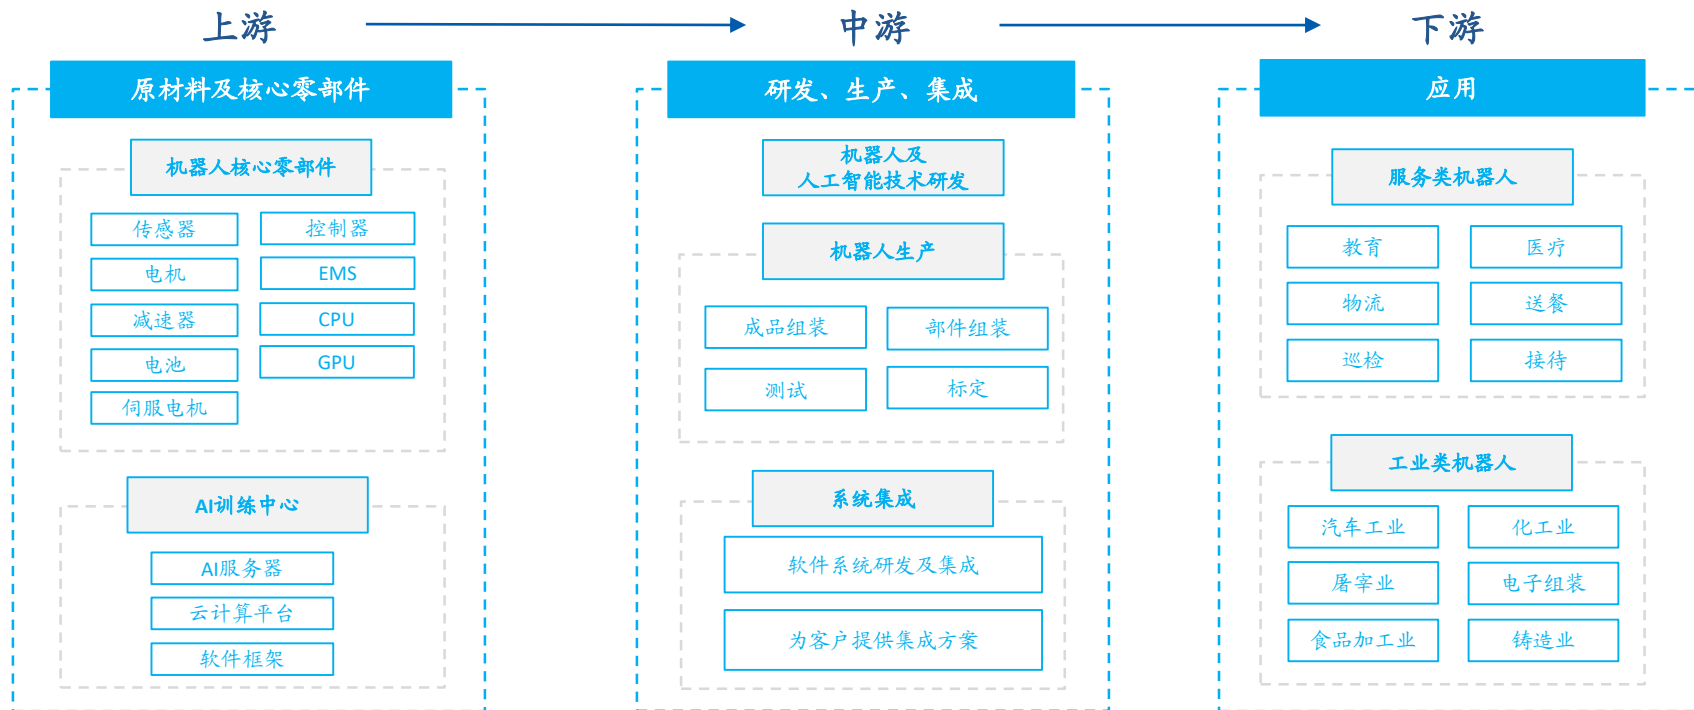 上游
中游
下游
原材料及核心零部件
机器人核心零部件
传感器
控制器
电机
EMS
减速器
CPU
电池
GPU
伺服电机
AI训练中心
AI服务器
云计算平台
软件框架
研发、生产、集成
机器人及
人工智能技术研发
机器人生产
成品组装
部件组装
测试
标定
系统集成
软件系统研发及集成
为客户提供集成方案
应用
服务类机器人
教育
医疗
物流
送餐
巡检
接待
工业类机器人
汽车工业
化工业
屠宰业
电子组装
食品加工业
铸造业